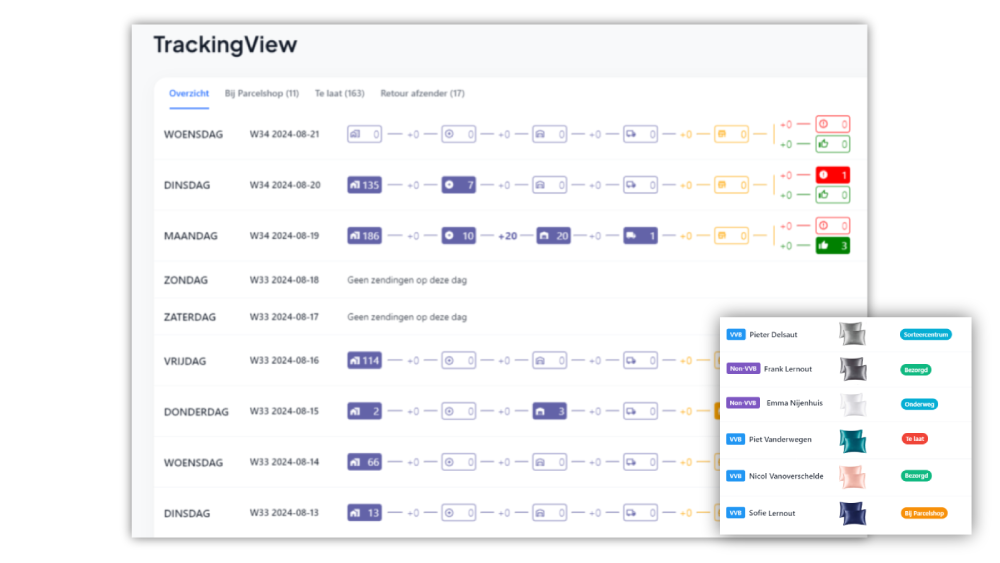 TrackingView
Overzicht Bij Parcelshop (11) Te laat (163) Retour afzender (17)
WOENSDAG W34 2024-08-21 0 +0 0 +0 0 +0 0 +0 0 +0 0
+0 0
DINSDAG W34 2024-08-20 135 +0 7 +0 0 +0 0 +0 0 +0 1
+0 0
MAANDAG W34 2024-08-19 186 +0 10 +20 20 +0 1 +0 0 +0 0
+0 3
ZONDAG W33 2024-08-18 Geen zendingen op deze dag
ZATERDAG W33 2024-08-17 Geen zendingen op deze dag
VRIJDAG W33 2024-08-16 114 +0 0 +0 0 +0 0 +0
DONDERDAG W33 2024-08-15 2 +0 0 +0 3 +0 0 +0
WOENSDAG W33 2024-08-14 66 +0 0 +0 0 +0 0 +0
DINSDAG W33 2024-08-13 13 +0 0 +0 0 +0 0 +0
VVB Pieter Delsaut Sorteercentrum
Non-VVB Frank Lernout Bezorgd
Non-VVB Emma Nijenhuis Onderweg
VVB Piet Vanderwegen Te laat
VVB Nicol Vanoverschelde Bezorgd
VVB Sofie Lernout Bij Parcelshop